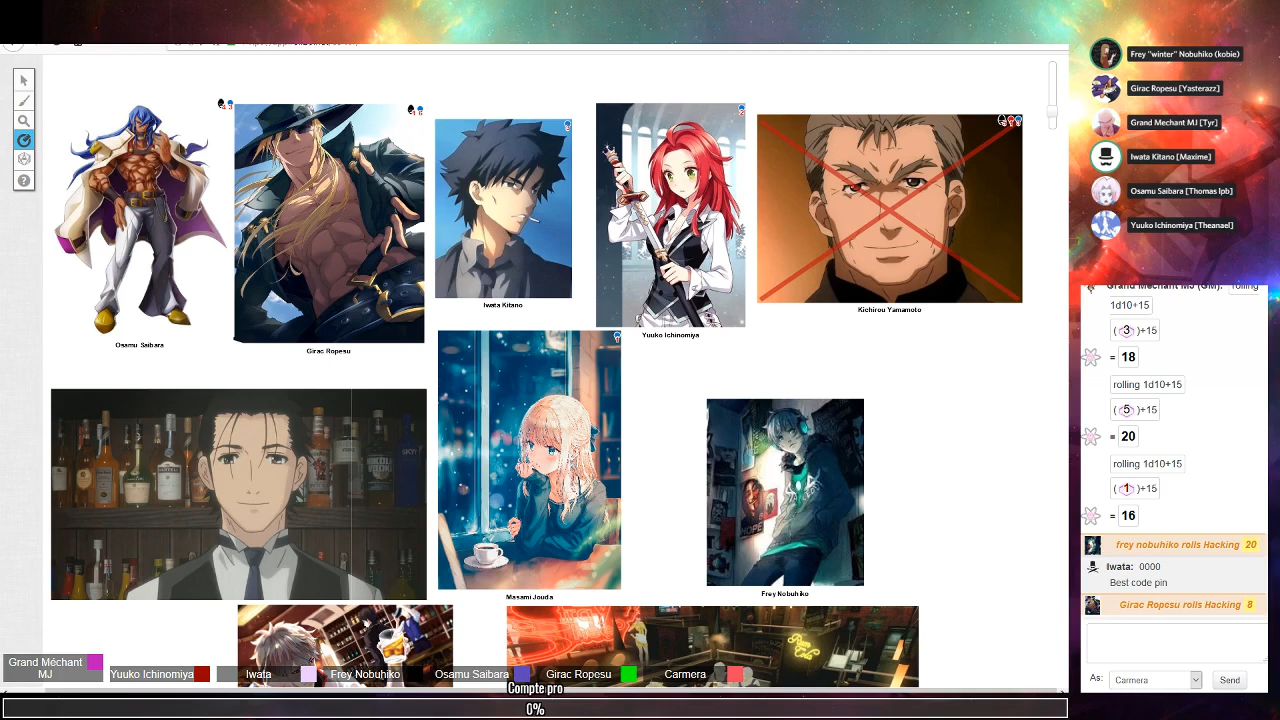 Osamu Saibara
Girac Ropesu
Iwata Kitano
Yuuko Ichinomiya
Kichirou Yamamoto
Masami Jouda
Frey Nobuhiko
HOPE
Grand Méchant MJ
Yuuko Ichinomiya
Iwata
Frey Nobuhiko
Osamu Saibara
Girac Ropesu
Carmera
Compte pro
0%
Frey "winter" Nobuhiko (kobie)
Girac Ropesu [Yasterazz]
Grand Mechant MJ [Tyr]
Iwata Kitano [Maxime]
Osamu Saibara [Thomas lpb]
Yuuko Ichinomiya [Theanael]
Grand Méchant MJ (GM): rolling
1d10+15
(3)+15
= 18
rolling 1d10+15
(5)+15
= 20
rolling 1d10+15
(1)+15
= 16
frey nobuhiko rolls Hacking 20
Iwata: 0000
Best code pin
Girac Ropesu rolls Hacking 8
As: Carmera Send